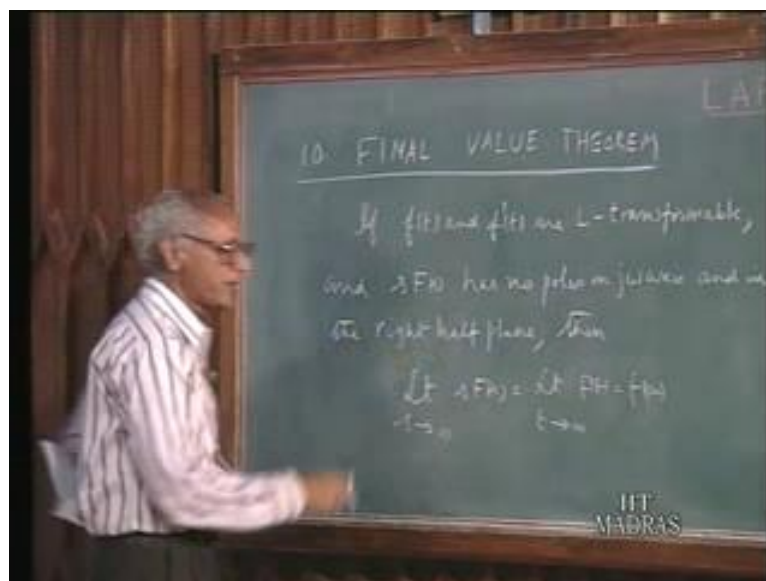 LAP
10 FINAL VALUE THEOREM
If f(t) and f'(t) are L-transformable,
and sF(s) has no poles on jω axis and in
the right half plane, then
Lt sF(s) = Lt f(t) = f(∞)
s→0 t→∞
IIT
MADRAS